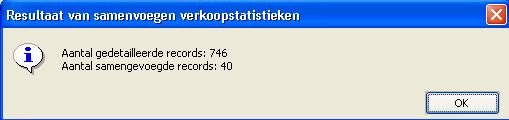 Resultaat van samenvoegen verkoopstatistieken
Aantal gedetailleerde records: 746
Aantal samengevoegde records: 40
OK